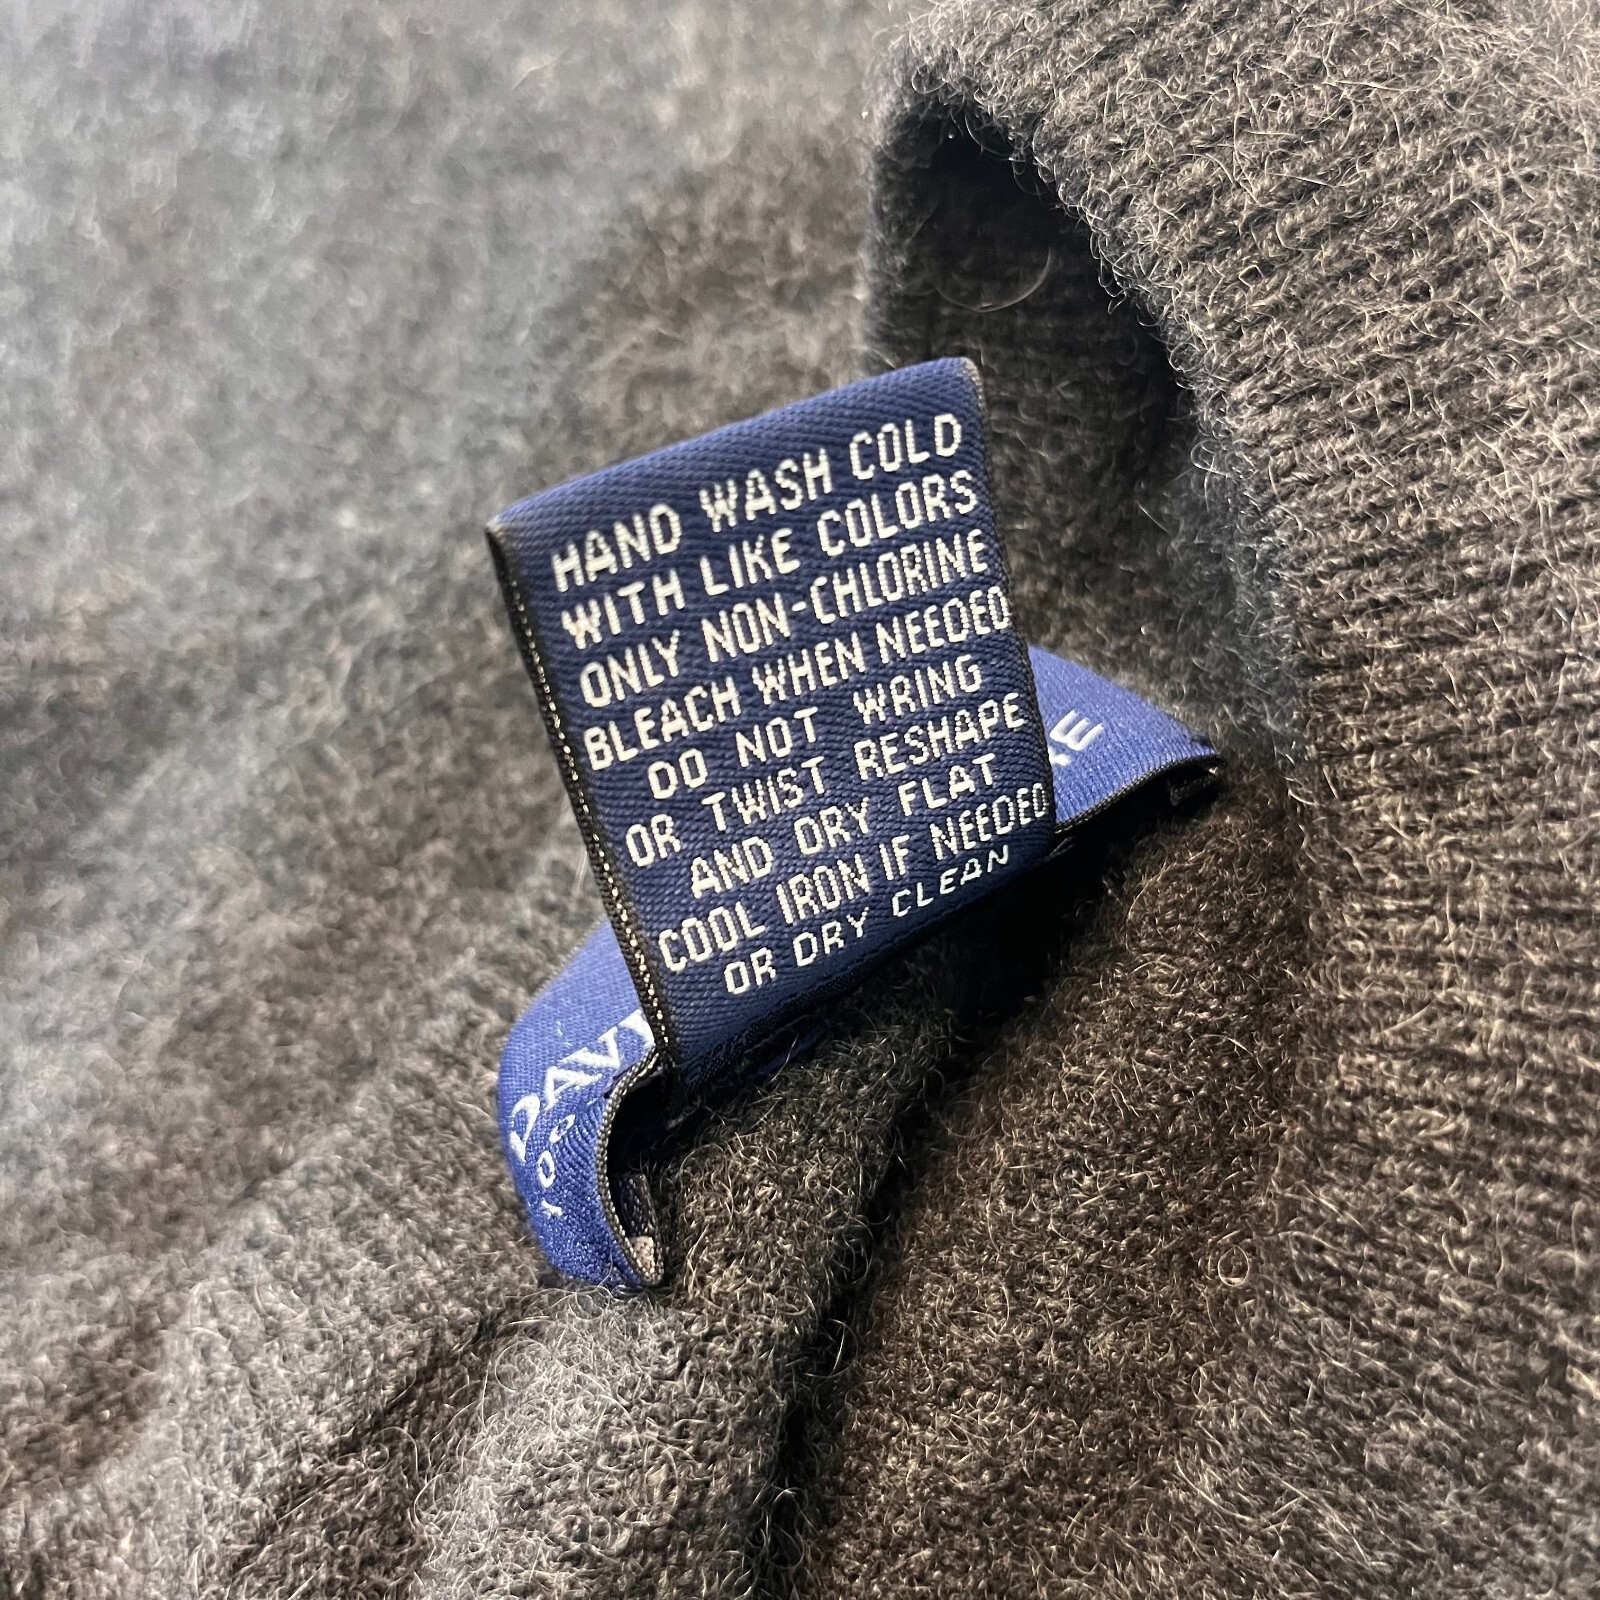 HAND WASH COLD
WITH LIKE COLORS
ONLY NON-CHLORINE
BLEACH WHEN NEEDED
DO NOT WRING
OR TWIST RESHAPE
AND DRY FLAT
COOL IRON IF NEEDED
OR DRY CLEAN